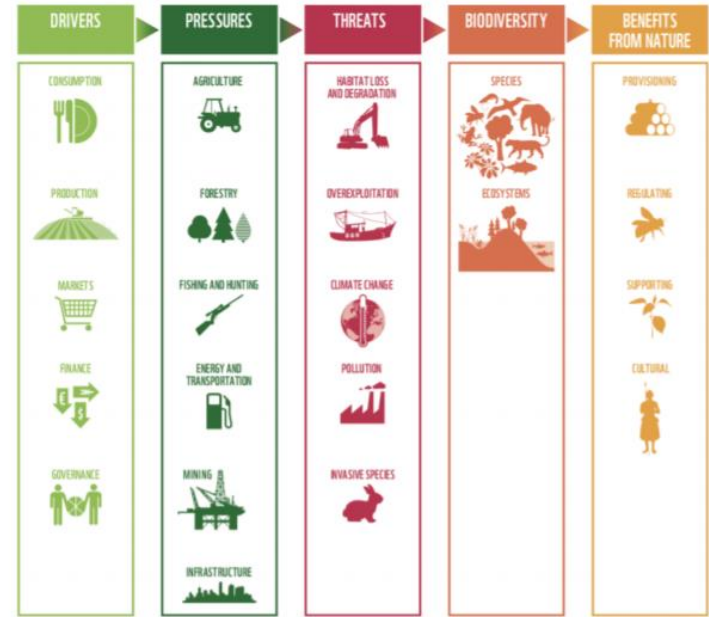 DRIVERS
PRESSURES
THREATS
BIODIVERSITY
BENEFITS
FROM NATURE
CONSUMPTION
PRODUCTION
MARKETS
FINANCE
£
$
GOVERNANCE
AGRICULTURE
FORESTRY
FISHING AND HUNTING
ENERGY AND
TRANSPORTATION
MINING
INFRASTRUCTURE
HABITAT LOSS
AND DEGRADATION
OVEREXPLOITATION
CLIMATE CHANGE
POLLUTION
INVASIVE SPECIES
SPECIES
ECOSYSTEMS
PROVISIONING
REGULATING
SUPPORTING
CULTURAL